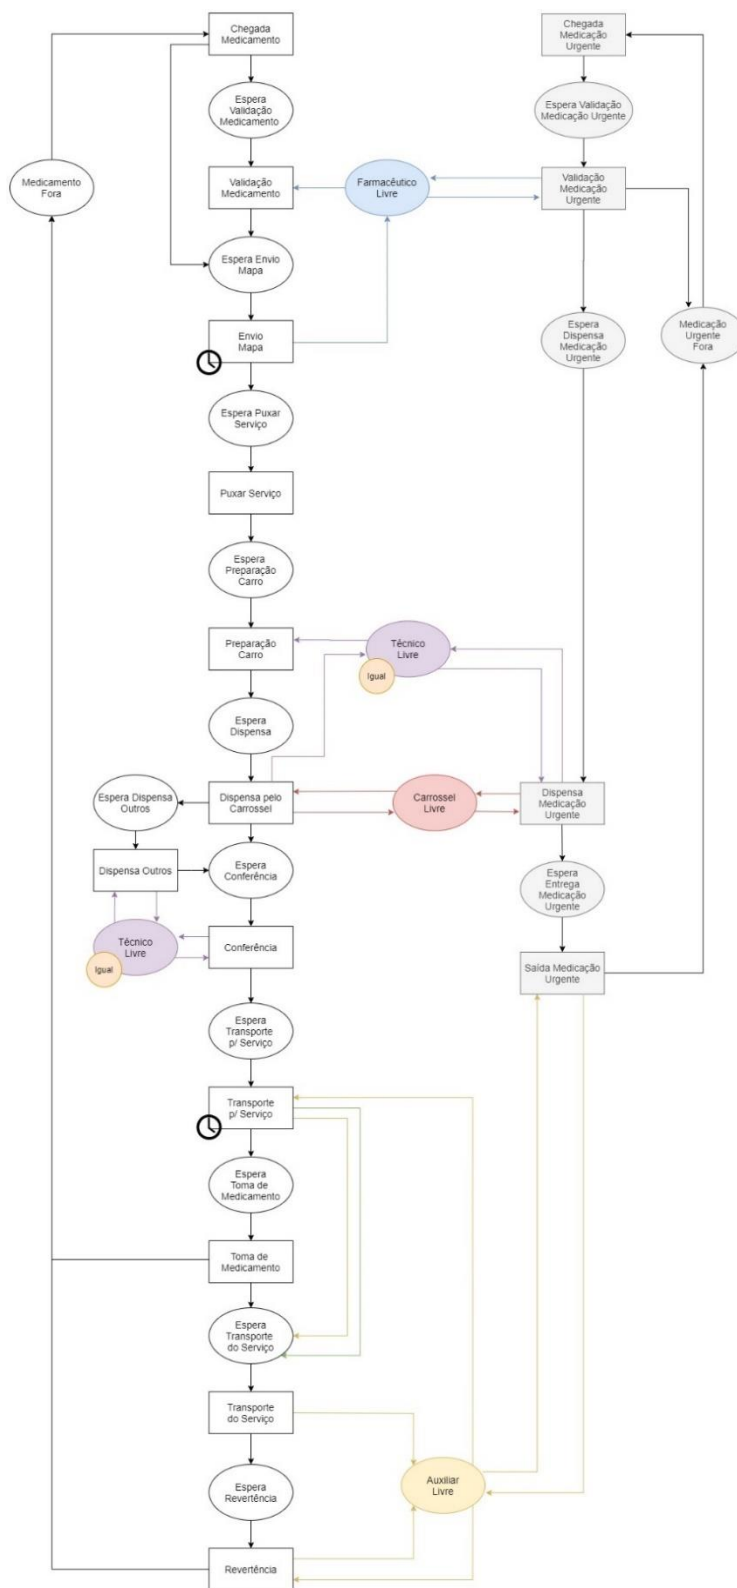 Chegada
Medicamento
Chegada
Medicação
Urgente
Espera
Validação
Medicamento
Espera Validação
Medicação Urgente
Medicamento
Fora
Validação
Medicamento
Farmacêutico
Livre
Validação
Medicação
Urgente
Espera Envio
Mapa
Envio
Mapa
Espera
Dispensa
Medicação
Urgente
Medicação
Urgente
Fora
Espera Puxar
Serviço
Puxar Serviço
Espera
Preparação
Carro
Preparação
Carro
Técnico
Livre
Igual
Espera
Dispensa
Espera Dispensa
Outros
Dispensa pelo
Carrossel
Carrossel
Livre
Dispensa
Medicação
Urgente
Dispensa Outros
Espera
Conferência
Espera
Entrega
Medicação
Urgente
Técnico
Livre
Igual
Conferência
Saída Medicação
Urgente
Espera
Transporte
p/ Serviço
Transporte
p/ Serviço
Espera
Toma de
Medicamento
Toma de
Medicamento
Espera
Transporte
do Serviço
Transporte
do Serviço
Espera
Revertência
Auxiliar
Livre
Revertência